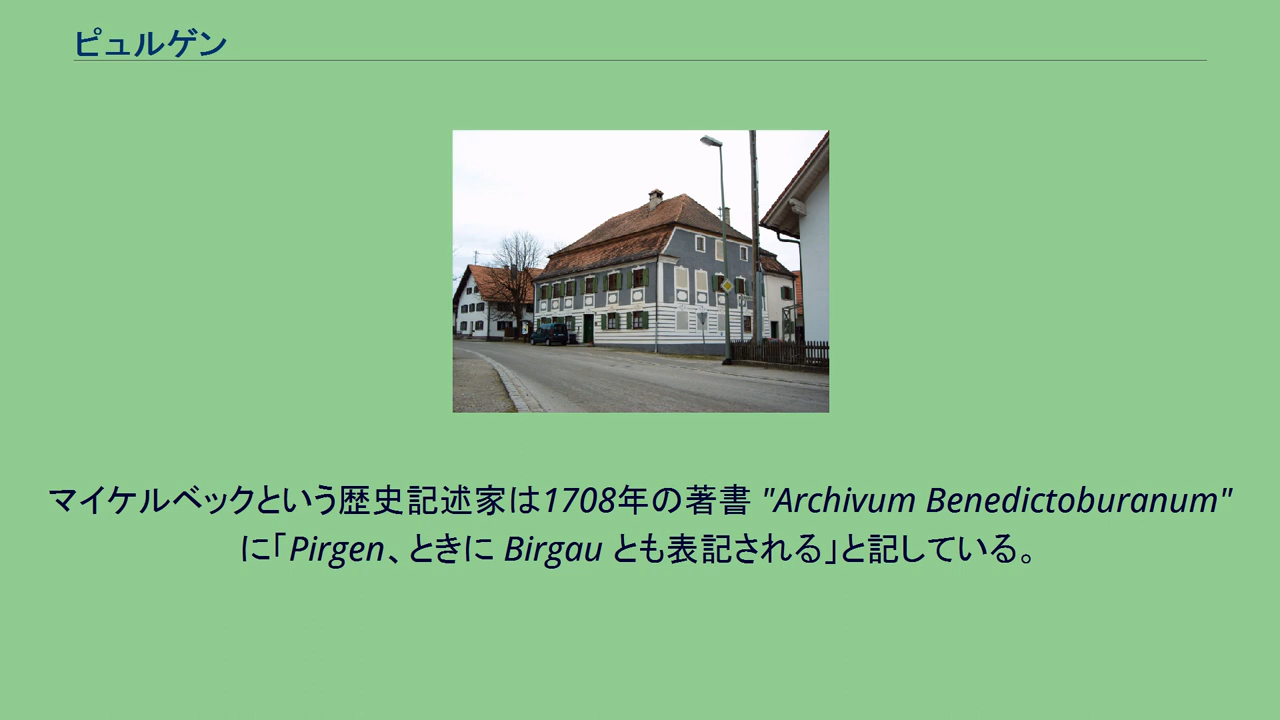 ピュルゲン
マイケルベックという歴史記述家は1708年の著書 "Archivum Benedictoburanum"
に「Pirgen、ときに Birgau とも表記される」と記している。